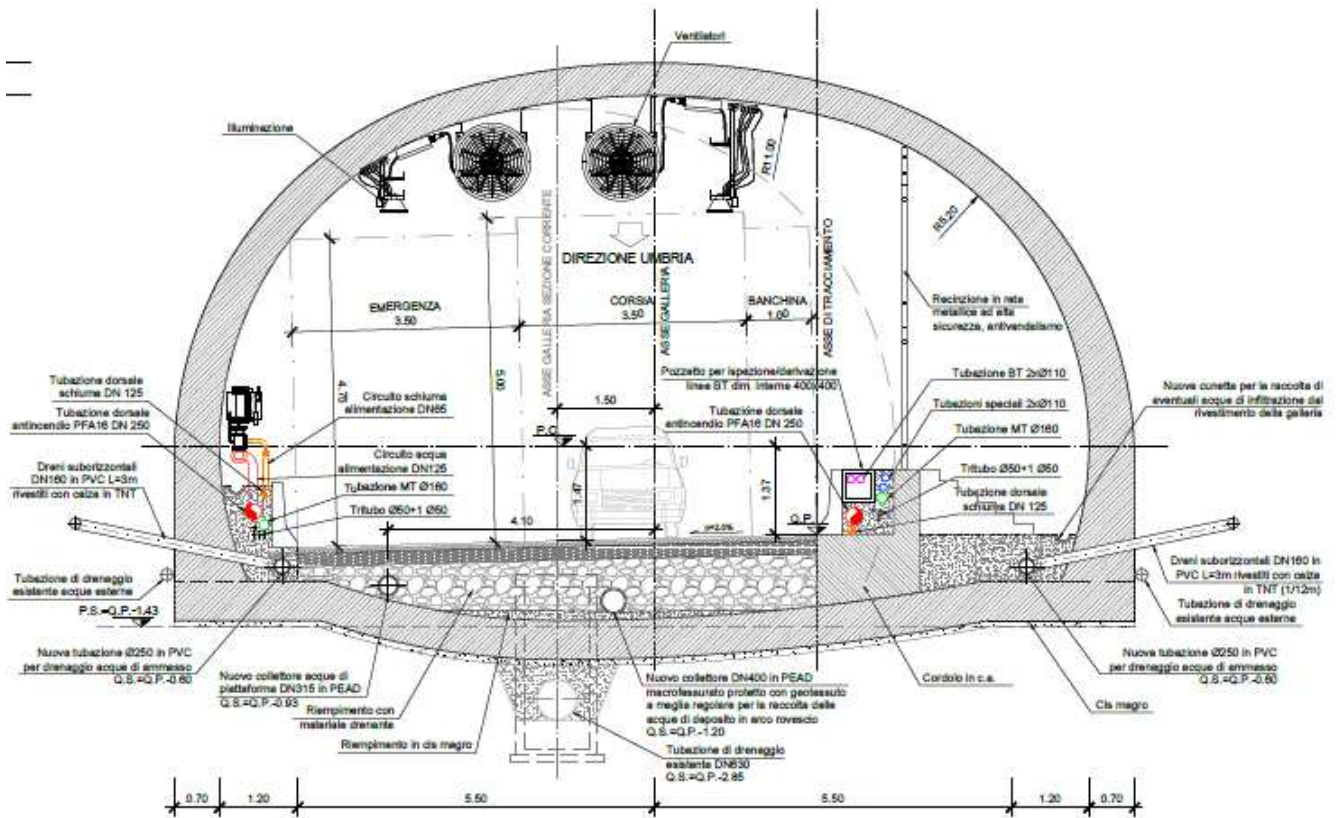 Ventilatori
Illuminazione
R11.00
R5.20
ASSE GALLERIA SEZIONE CORRENTE
ASSE GALLERIA
ASSE DI TRACCIAMENTO
DIREZIONE UMBRIA
EMERGENZA
3.50
CORSIA
3.50
BANCHINA
1.00
4.70
5.00
Recinzione in rete
metallica ad alta
sicurezza, antivandalismo
Tubazione dorsale
schiuma DN 125
Tubazione dorsale
antincendio PFA16 DN 250
Dreni suborizzontali
DN160 in PVC L=3m
rivestiti con calza in TNT
Circuito schiuma
alimentazione DN65
Circuito acqua
alimentazione DN125
Tubazione MT Ø160
Tritubo Ø50+1 Ø50
1.50
P.C.
1.47
1.37
4.10
Q.P.
Pozzetto per ispezione/derivazione
linee BT dim. interne 400x400
Tubazione dorsale
antincendio PFA16 DN 250
Tubazione BT 2xØ110
Tubazioni speciali 2xØ110
Tubazione MT Ø160
Tritubo Ø50+1 Ø50
Tubazione dorsale
schiuma DN 125
Nuova cunetta per la raccolta di
eventuali acque di infiltrazione dal
rivestimento della galleria
Tubazione di drenaggio
esistente acque esterne
P.S.=Q.P.-1.43
Dreni suborizzontali DN160 in
PVC L=3m rivestiti con calza
in TNT (1/12m)
Tubazione di drenaggio
esistente acque esterne
Nuova tubazione Ø250 in PVC
per drenaggio acque di ammasso
Q.S.=Q.P.-0.60
Nuovo collettore acque di
piattaforma DN315 in PEAD
Q.S.=Q.P.-0.93
Riempimento con
materiale drenante
Riempimento in cls magro
Nuovo collettore DN400 in PEAD
macrofessurato protetto con geotessuto
a maglia regolare per la raccolta delle
acque di deposito in arco rovescio
Q.S.=Q.P.-1.20
Tubazione di drenaggio
esistente DN630
Q.S.=Q.P.-2.85
Cordolo in c.a.
Nuova tubazione Ø250 in PVC
per drenaggio acque di ammasso
Q.S.=Q.P.-0.60
Cls magro
0.70 1.20 5.50 5.50 1.20 0.70